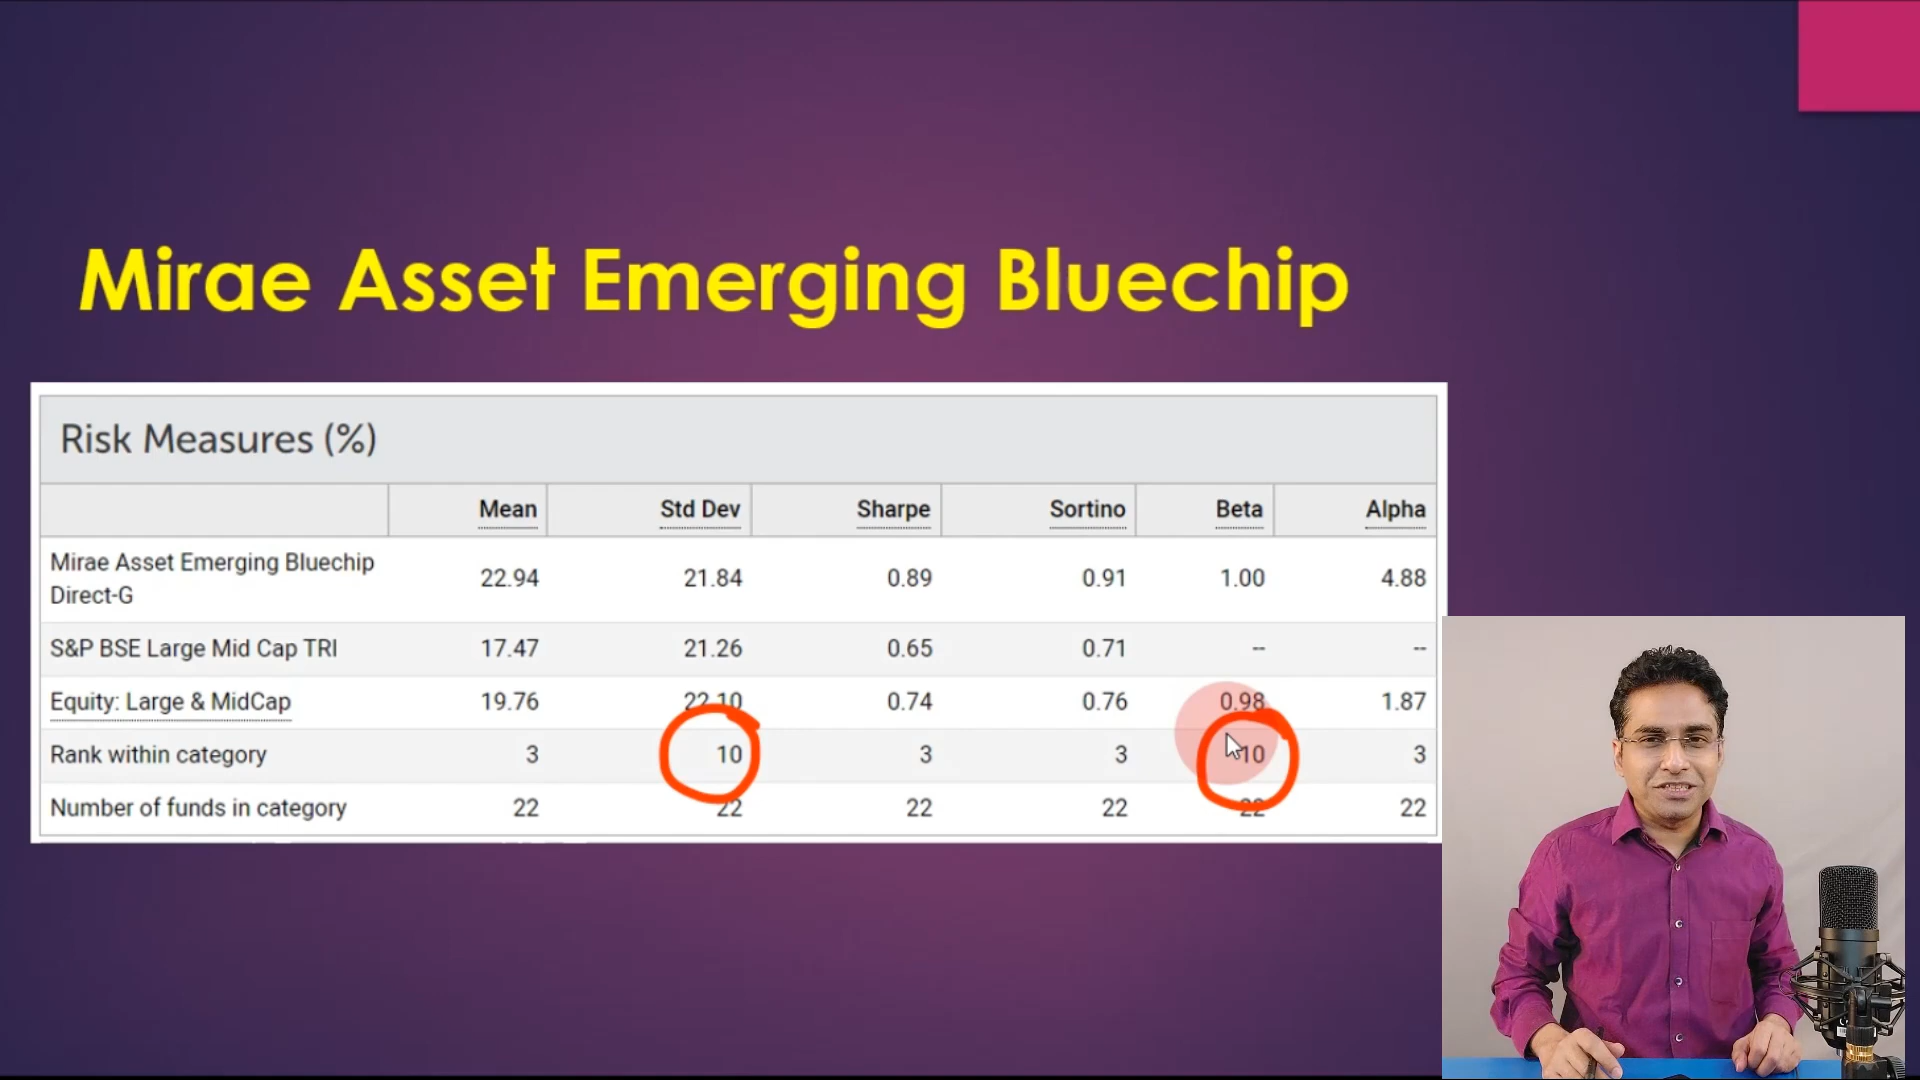 Mirae Asset Emerging Bluechip
Risk Measures (%)
Mean Std Dev Sharpe Sortino Beta Alpha
Mirae Asset Emerging Bluechip
Direct-G 22.94 21.84 0.89 0.91 1.00 4.88
S&P BSE Large Mid Cap TRI 17.47 21.26 0.65 0.71 -- --
Equity: Large & MidCap 19.76 22.10 0.74 0.76 0.98 1.87
Rank within category 3 10 3 3 10 3
Number of funds in category 22 22 22 22 22 22